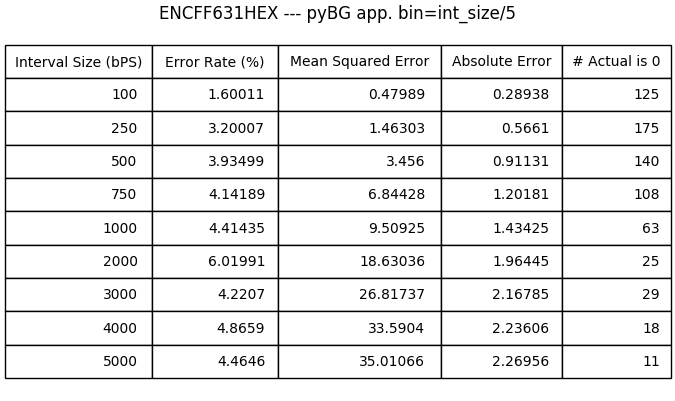 ENCFF631HEX --- pyBG app. bin=int_size/5
Interval Size (bPS) Error Rate (%) Mean Squared Error Absolute Error # Actual is 0
100 1.60011 0.47989 0.28938 125
250 3.20007 1.46303 0.5661 175
500 3.93499 3.456 0.91131 140
750 4.14189 6.84428 1.20181 108
1000 4.41435 9.50925 1.43425 63
2000 6.01991 18.63036 1.96445 25
3000 4.2207 26.81737 2.16785 29
4000 4.8659 33.5904 2.23606 18
5000 4.4646 35.01066 2.26956 11